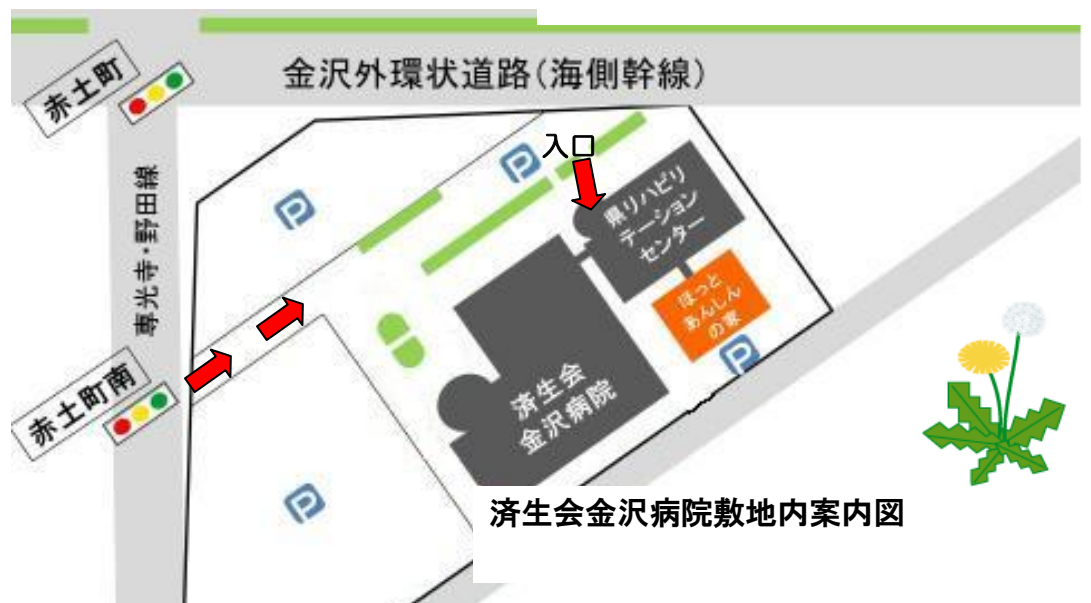 赤土町
金沢外環状道路(海側幹線)
専光寺・野田線
P
P
入口
県リハビリ
テーション
センター
ほっと
あんしん
の家
P
赤土町南
済生会
金沢病院
P
済生会金沢病院敷地内案内図